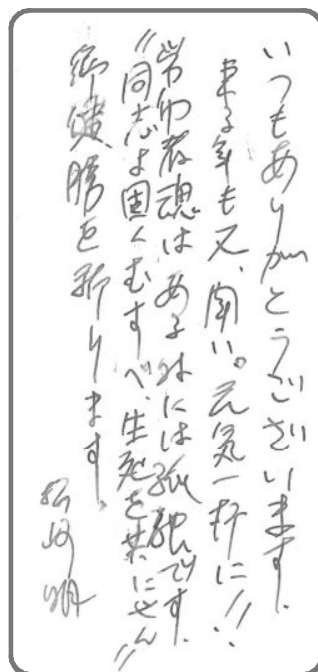 いつもありがとうございます。
来る年も又、闘い。元気一杯に!!
労働者魂は ある外には孤独です。
"同志よ固くむすべ、生死を共にせん"
御健勝を祈ります。